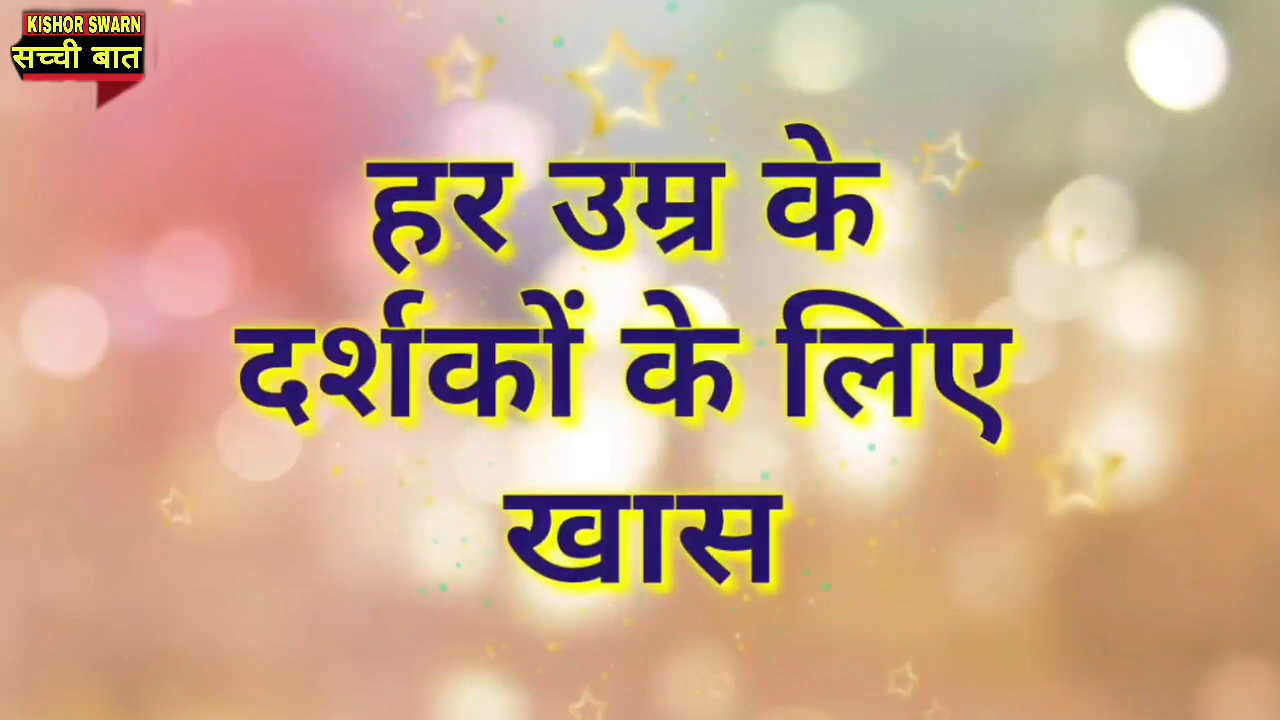 KISHOR SWARN
सच्ची बात
हर उम्र के
दर्शकों के लिए
खास